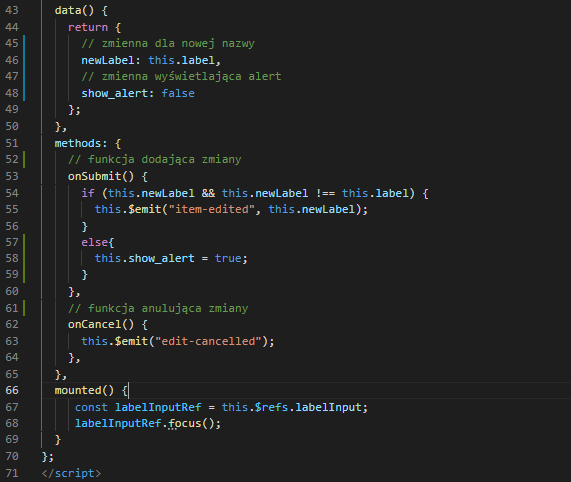 43 data() {
44 return {
45 // zmienna dla nowej nazwy
46 newLabel: this.label,
47 // zmienna wyświetlająca alert
48 show_alert: false
49 };
50 },
51 methods: {
52 // funkcja dodająca zmiany
53 onSubmit() {
54 if (this.newLabel && this.newLabel !== this.label) {
55 this.$emit("item-edited", this.newLabel);
56 }
57 else{
58 this.show_alert = true;
59 }
60 },
61 // funkcja anulująca zmiany
62 onCancel() {
63 this.$emit("edit-cancelled");
64 },
65 },
66 mounted() {
67 const labelInputRef = this.$refs.labelInput;
68 labelInputRef.focus();
69 }
70 };
71 </script>